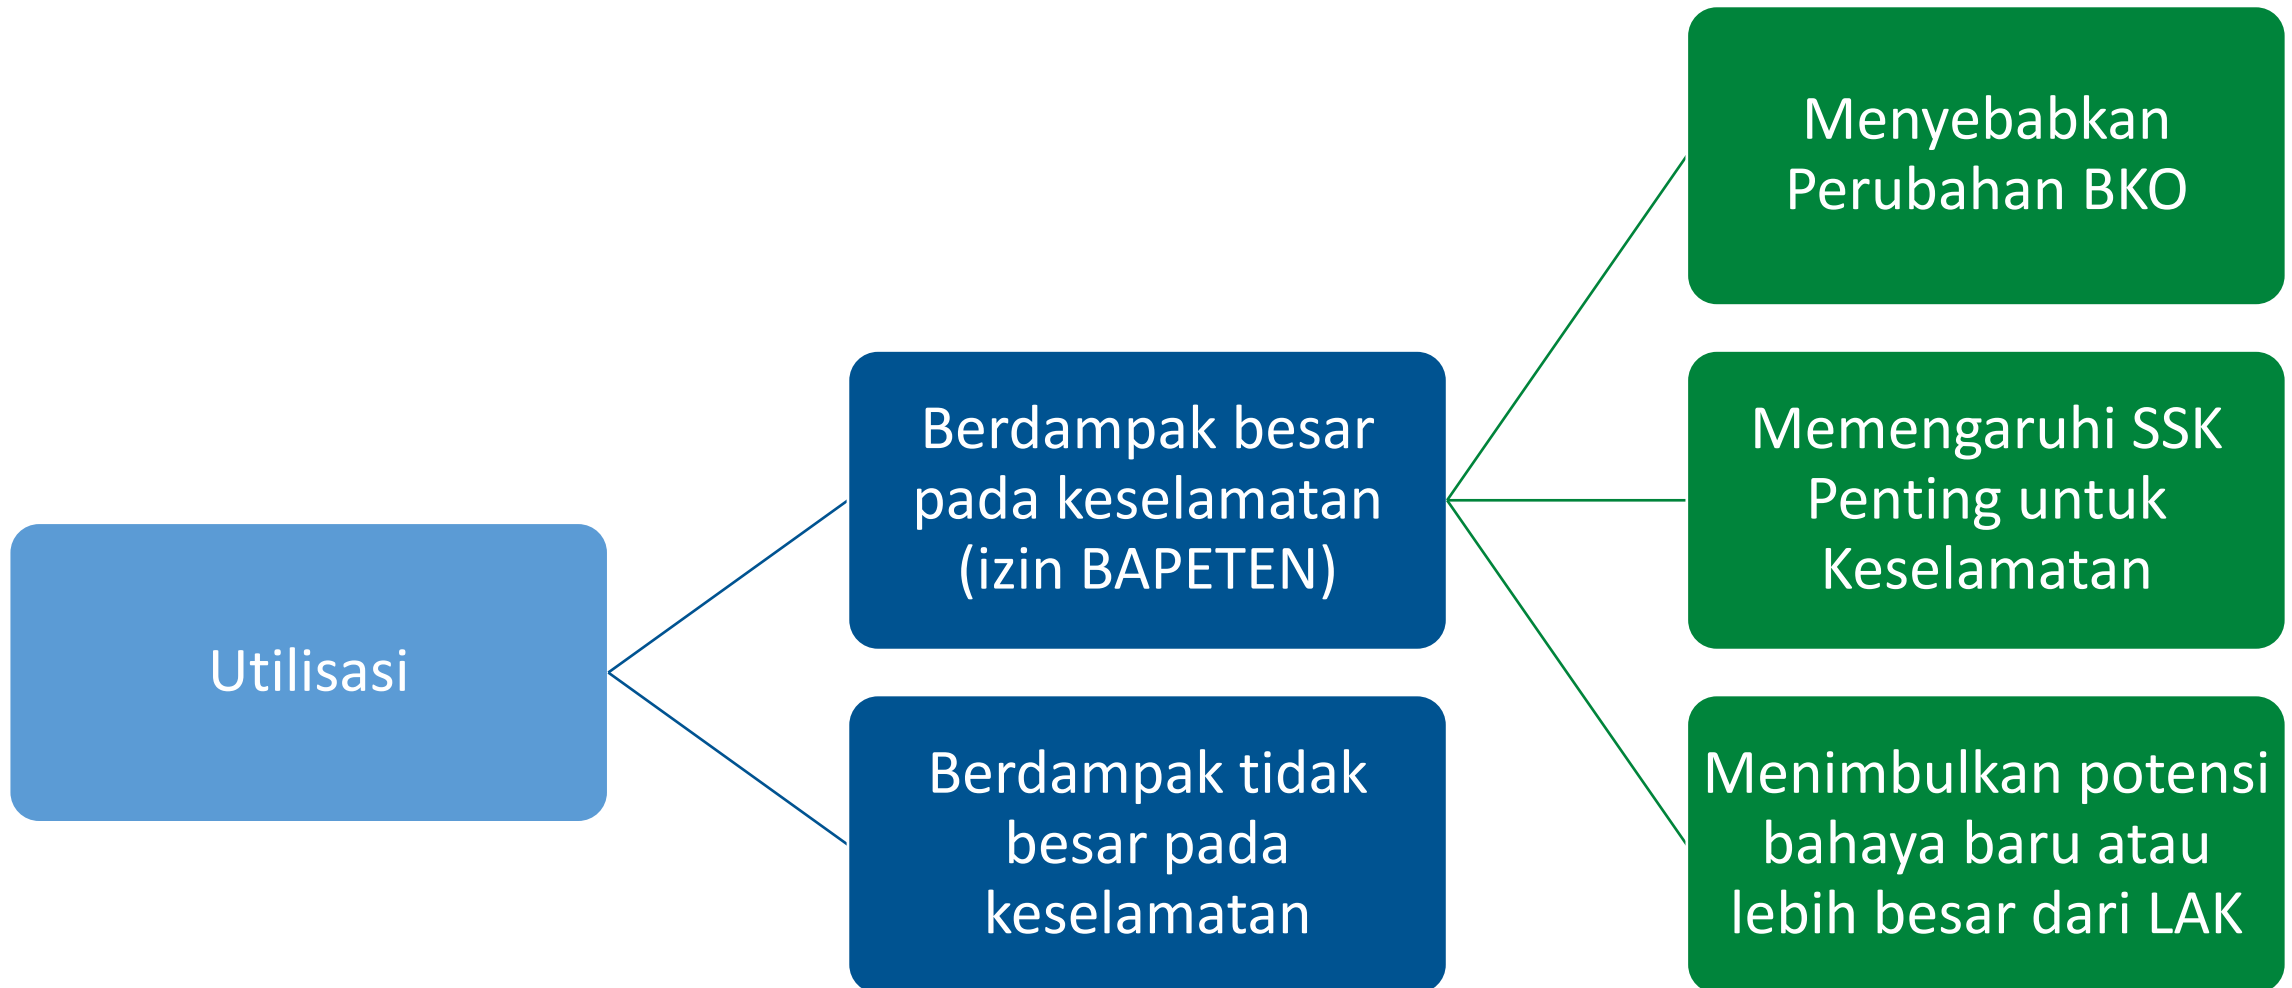 Utilisasi
Berdampak besar
pada keselamatan
(izin BAPETEN)
Berdampak tidak
besar pada
keselamatan
Menyebabkan
Perubahan BKO
Memengaruhi SSK
Penting untuk
Keselamatan
Menimbulkan potensi
bahaya baru atau
lebih besar dari LAK